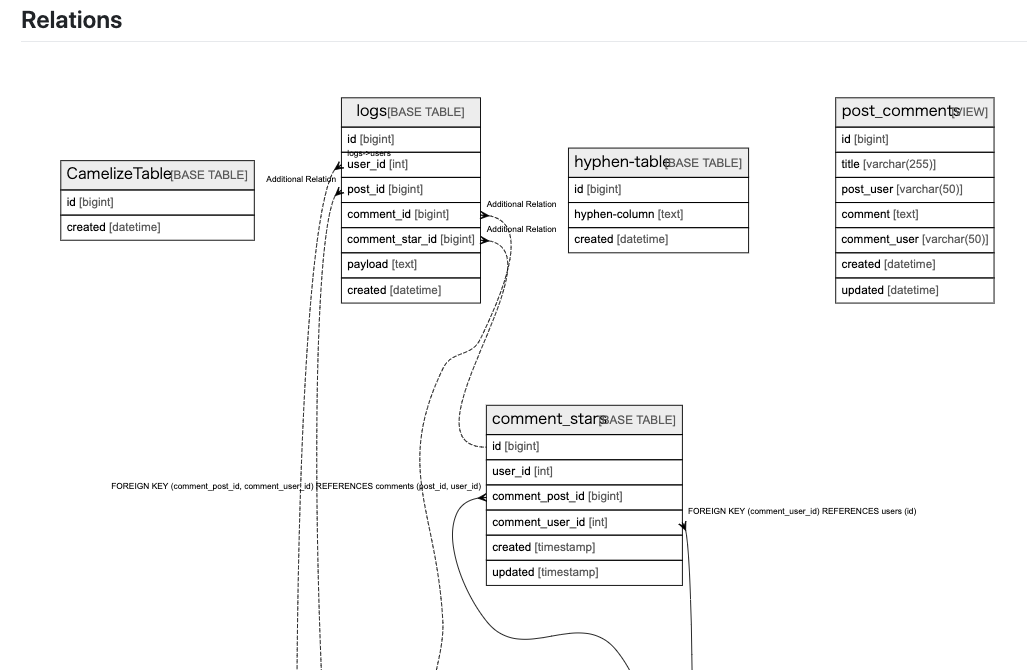 Relations
CamelizeTable [BASE TABLE]
id [bigint]
created [datetime]
logs [BASE TABLE]
id [bigint]
logs->users
user_id [int]
Additional Relation
post_id [bigint]
comment_id [bigint]
Additional Relation
comment_star_id [bigint]
Additional Relation
payload [text]
created [datetime]
hyphen-table [BASE TABLE]
id [bigint]
hyphen-column [text]
created [datetime]
post_comments [VIEW]
id [bigint]
title [varchar(255)]
post_user [varchar(50)]
comment [text]
comment_user [varchar(50)]
created [datetime]
updated [datetime]
comment_stars [BASE TABLE]
id [bigint]
user_id [int]
FOREIGN KEY (comment_post_id, comment_user_id) REFERENCES comments (post_id, user_id)
comment_post_id [bigint]
comment_user_id [int]
FOREIGN KEY (comment_user_id) REFERENCES users (id)
created [timestamp]
updated [timestamp]